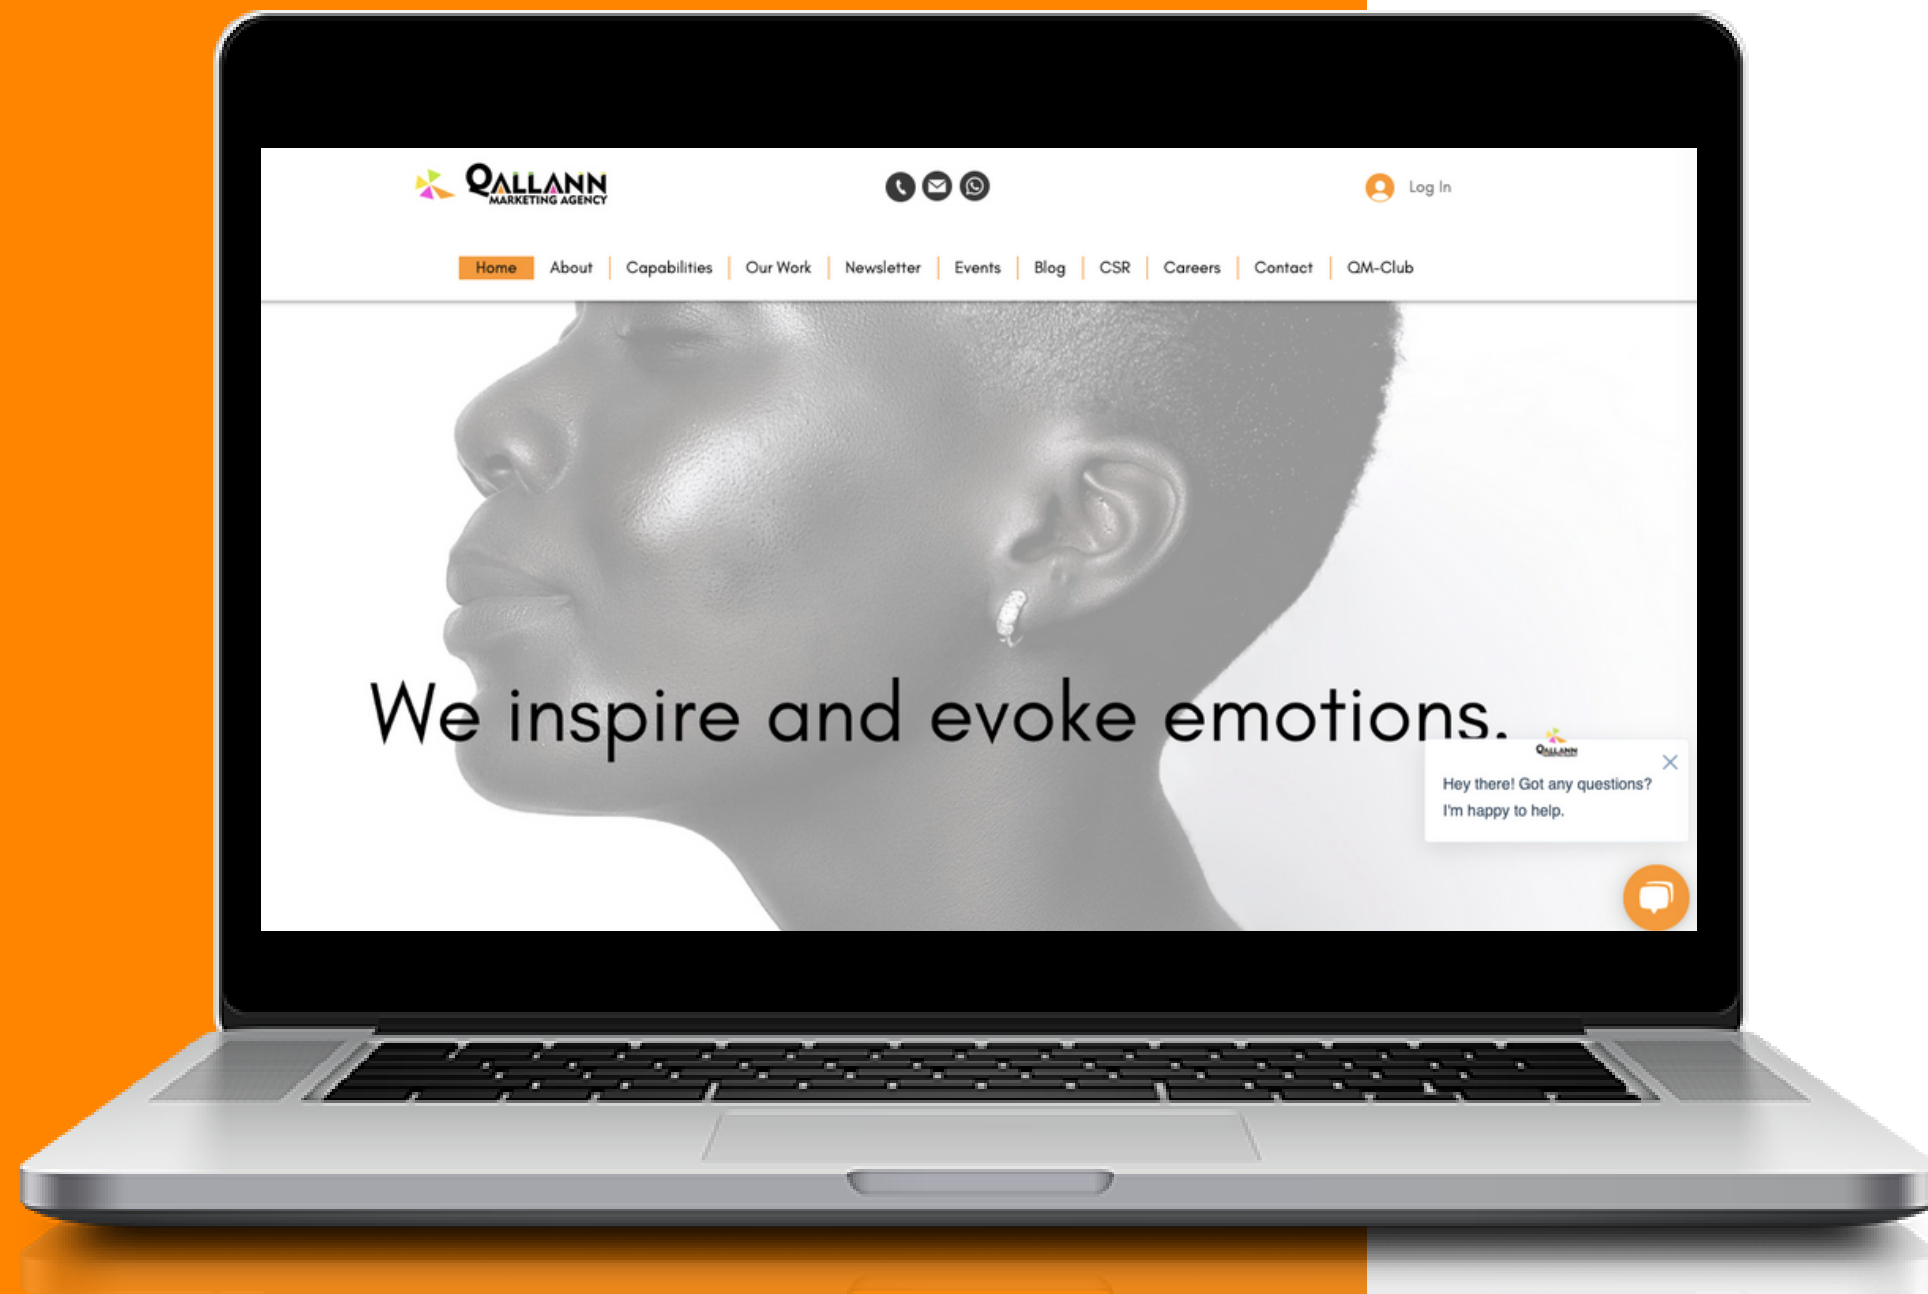 QALLANN
MARKETING AGENCY
Log In
Home About Capabilities Our Work Newsletter Events Blog CSR Careers Contact QM-Club
We inspire and evoke emotions.
QALLANN
Hey there! Got any questions?
I'm happy to help.